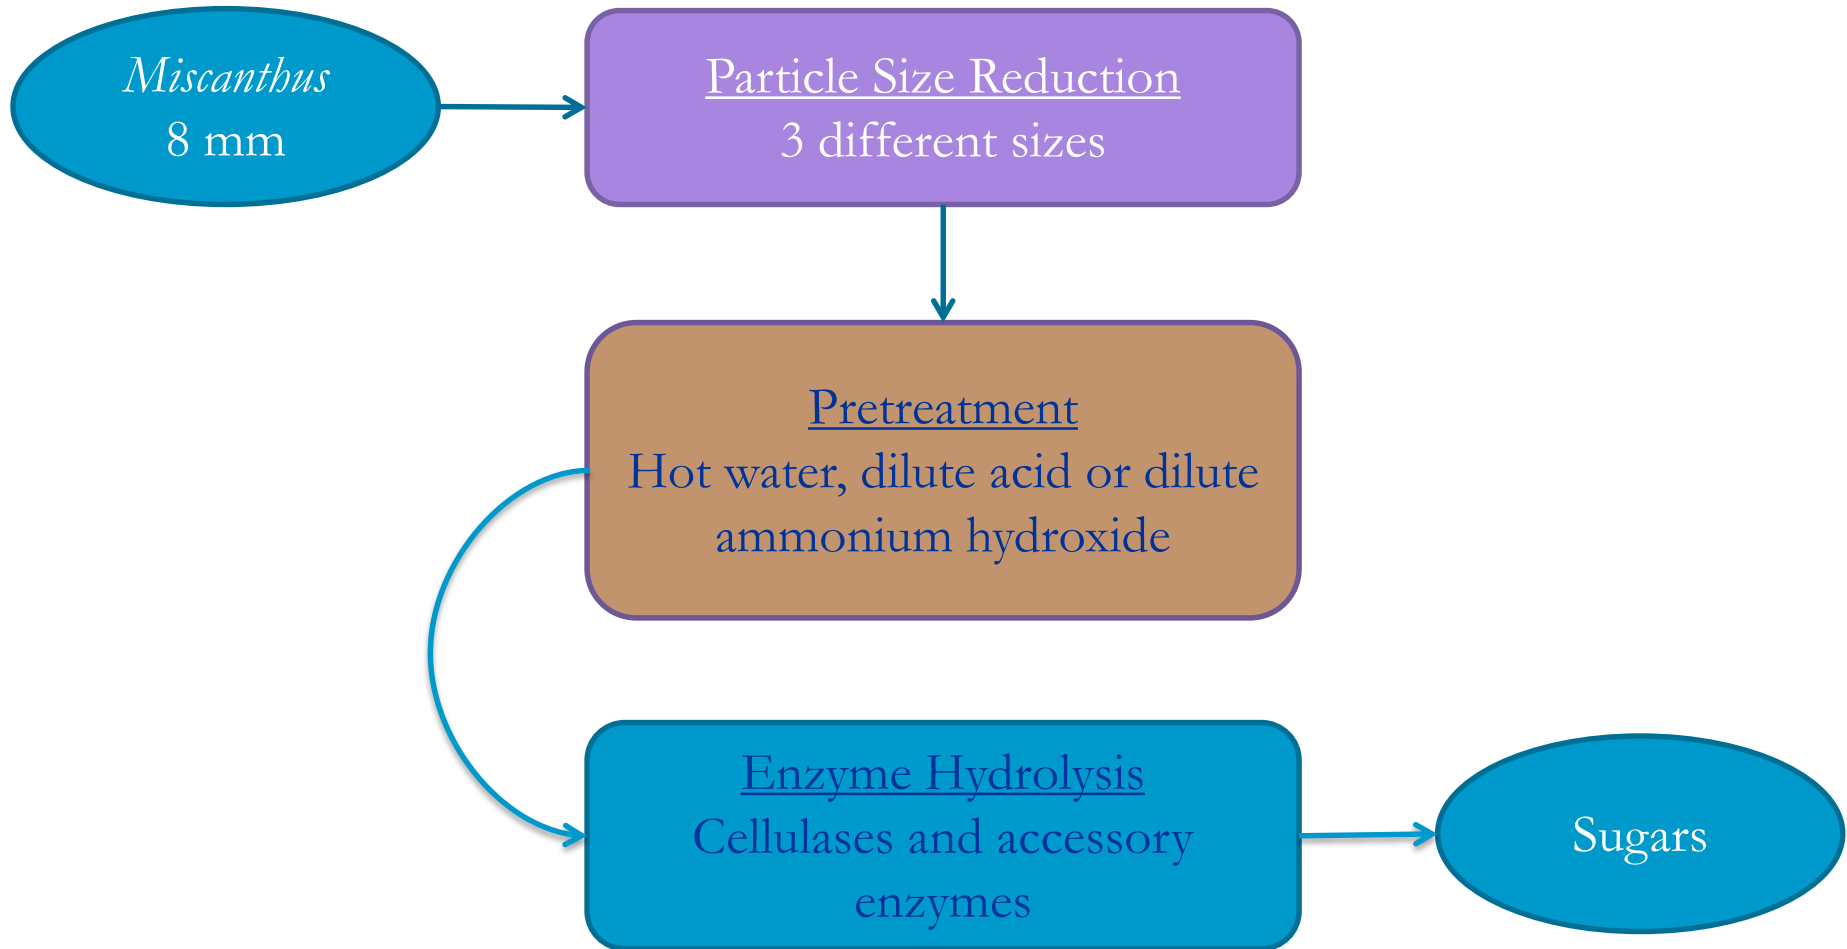 Miscanthus
8 mm
Particle Size Reduction
3 different sizes
Pretreatment
Hot water, dilute acid or dilute
ammonium hydroxide
Enzyme Hydrolysis
Cellulases and accessory
enzymes
Sugars